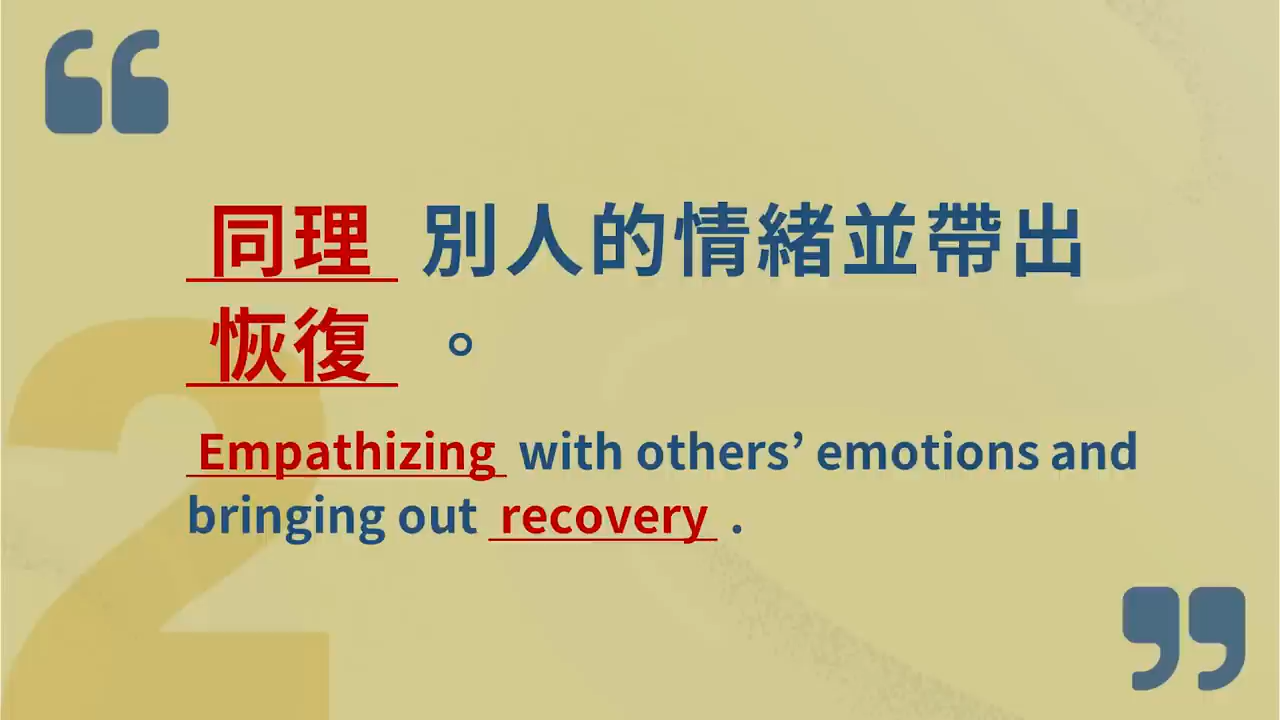 2
同理 別人的情緒並帶出
恢復 。
Empathizing with others’ emotions and
bringing out recovery .